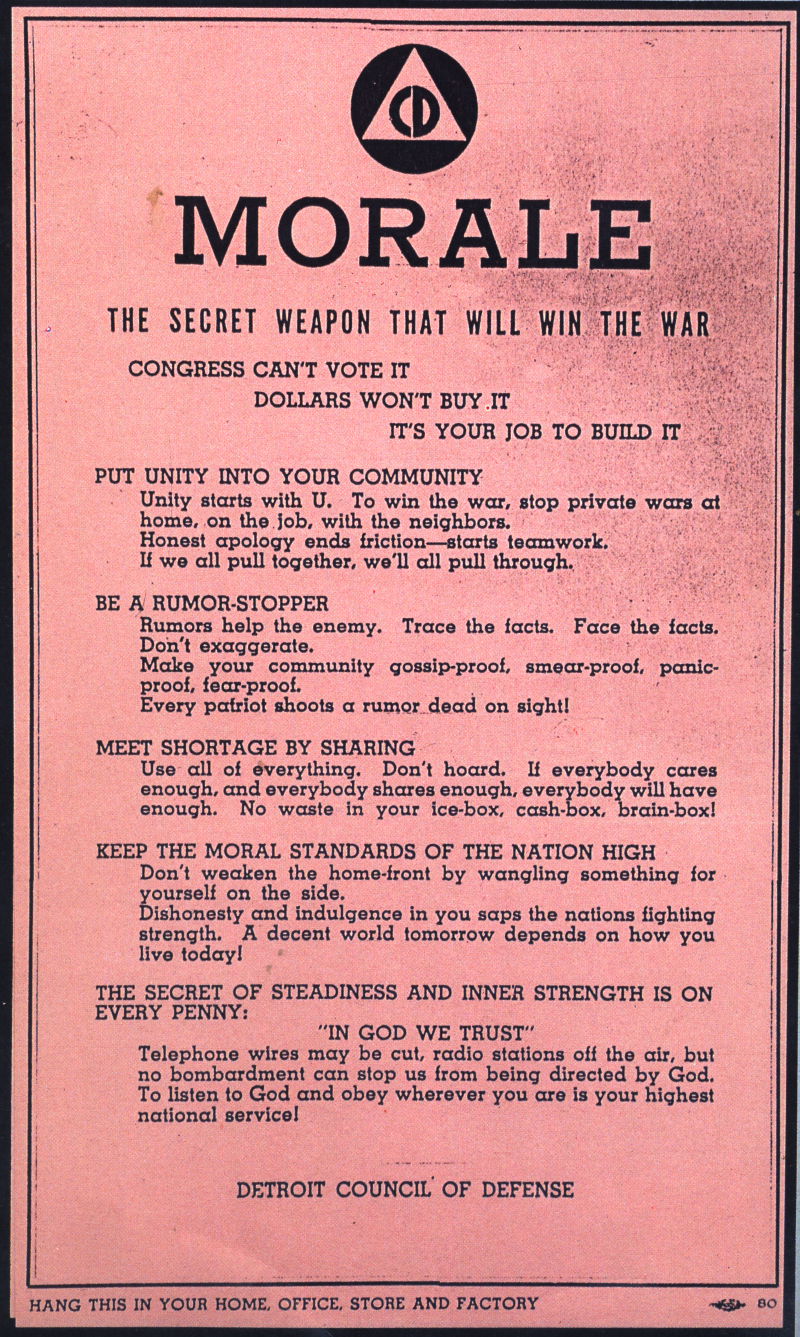 CD
MORALE
THE SECRET WEAPON THAT WILL WIN THE WAR
CONGRESS CAN'T VOTE IT
DOLLARS WON'T BUY IT
IT'S YOUR JOB TO BUILD IT
PUT UNITY INTO YOUR COMMUNITY
Unity starts with U. To win the war, stop private wars at
home, on the job, with the neighbors.
Honest apology ends friction—starts teamwork.
If we all pull together, we'll all pull through.
BE A RUMOR-STOPPER
Rumors help the enemy. Trace the facts. Face the facts.
Don't exaggerate.
Make your community gossip-proof, smear-proof, panic-
proof, fear-proof.
Every patriot shoots a rumor dead on sight!
MEET SHORTAGE BY SHARING
Use all of everything. Don't hoard. If everybody cares
enough, and everybody shares enough, everybody will have
enough. No waste in your ice-box, cash-box, brain-box!
KEEP THE MORAL STANDARDS OF THE NATION HIGH
Don't weaken the home-front by wangling something for
yourself on the side.
Dishonesty and indulgence in you saps the nations fighting
strength. A decent world tomorrow depends on how you
live today!
THE SECRET OF STEADINESS AND INNER STRENGTH IS ON
EVERY PENNY:
"IN GOD WE TRUST"
Telephone wires may be cut, radio stations off the air, but
no bombardment can stop us from being directed by God.
To listen to God and obey wherever you are is your highest
national service!
DETROIT COUNCIL OF DEFENSE
HANG THIS IN YOUR HOME, OFFICE, STORE AND FACTORY
80